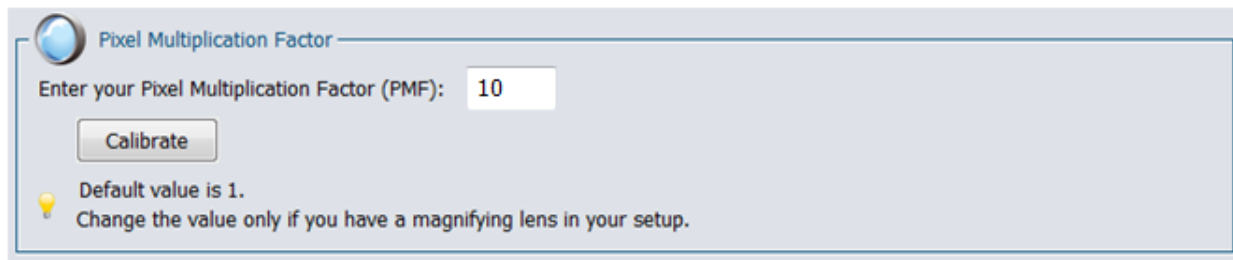 Pixel Multiplication Factor
Enter your Pixel Multiplication Factor (PMF): 10
Calibrate
Default value is 1.
Change the value only if you have a magnifying lens in your setup.